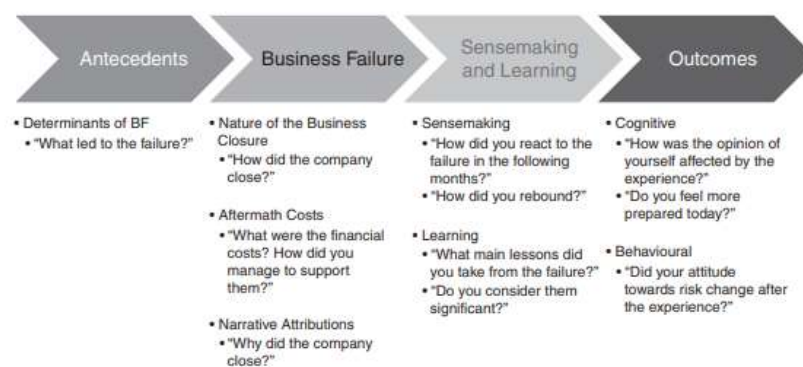 Antecedents
Business Failure
Sensemaking
and Learning
Outcomes
▪ Determinants of BF
▪ “What led to the failure?”
▪ Nature of the Business
Closure
▪ “How did the company
close?”
▪ Aftermath Costs
▪ “What were the financial
costs? How did you
manage to support
them?”
▪ Narrative Attributions
▪ “Why did the company
close?”
▪ Sensemaking
▪ “How did you react to the
failure in the following
months?”
▪ “How did you rebound?”
▪ Learning
▪ “What main lessons did
you take from the failure?”
▪ “Do you consider them
significant?”
▪ Cognitive
▪ “How was the opinion of
yourself affected by the
experience?”
▪ “Do you feel more
prepared today?”
▪ Behavioural
▪ “Did your attitude
towards risk change after
the experience?”